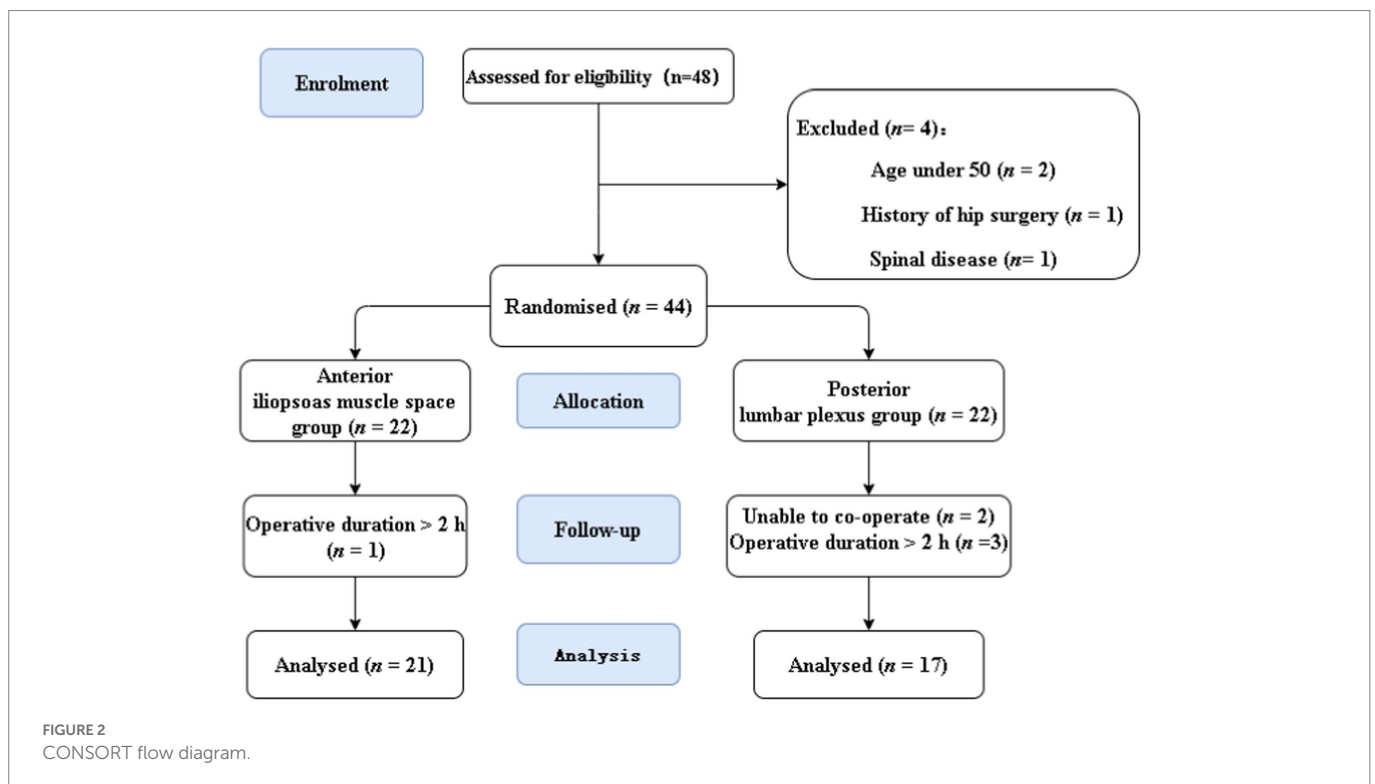 Enrolment
Assessed for eligibility (n=48)
Excluded (n= 4):
Age under 50 (n = 2)
History of hip surgery (n = 1)
Spinal disease (n= 1)
Randomised (n = 44)
Anterior
iliopsoas muscle space
group (n = 22)
Allocation
Posterior
lumbar plexus group (n = 22)
Operative duration > 2 h
(n = 1)
Follow-up
Unable to co-operate (n = 2)
Operative duration > 2 h (n =3)
Analysed (n = 21)
Analysis
Analysed (n = 17)
FIGURE 2
CONSORT flow diagram.